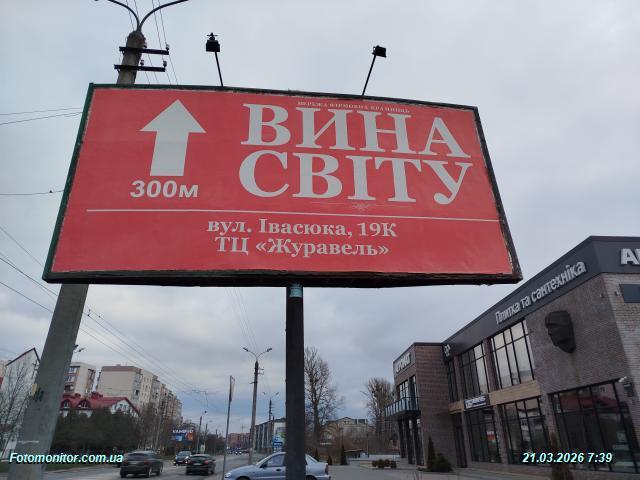 МЕРЕЖА ФІРМОВИХ КРАМНИЦЬ
ВИНА
СВІТУ
300м
вул. Івасюка, 19К
ТЦ «Журавель»
Плитка та сантехніка
Fotomonitor.com.ua
21.03.2026 7:39